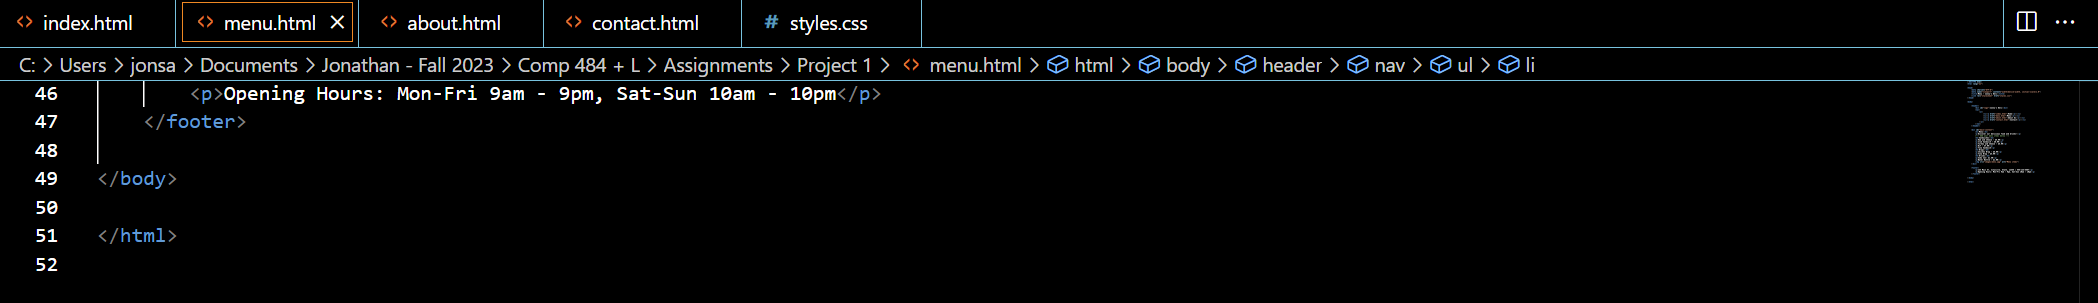 index.html menu.html about.html contact.html # styles.css
C: > Users > jonsa > Documents > Jonathan - Fall 2023 > Comp 484 + L > Assignments > Project 1 > menu.html > html > body > header > nav > ul > li
46 <p>Opening Hours: Mon-Fri 9am - 9pm, Sat-Sun 10am - 10pm</p>
47 </footer>
48
49 </body>
50
51 </html>
52